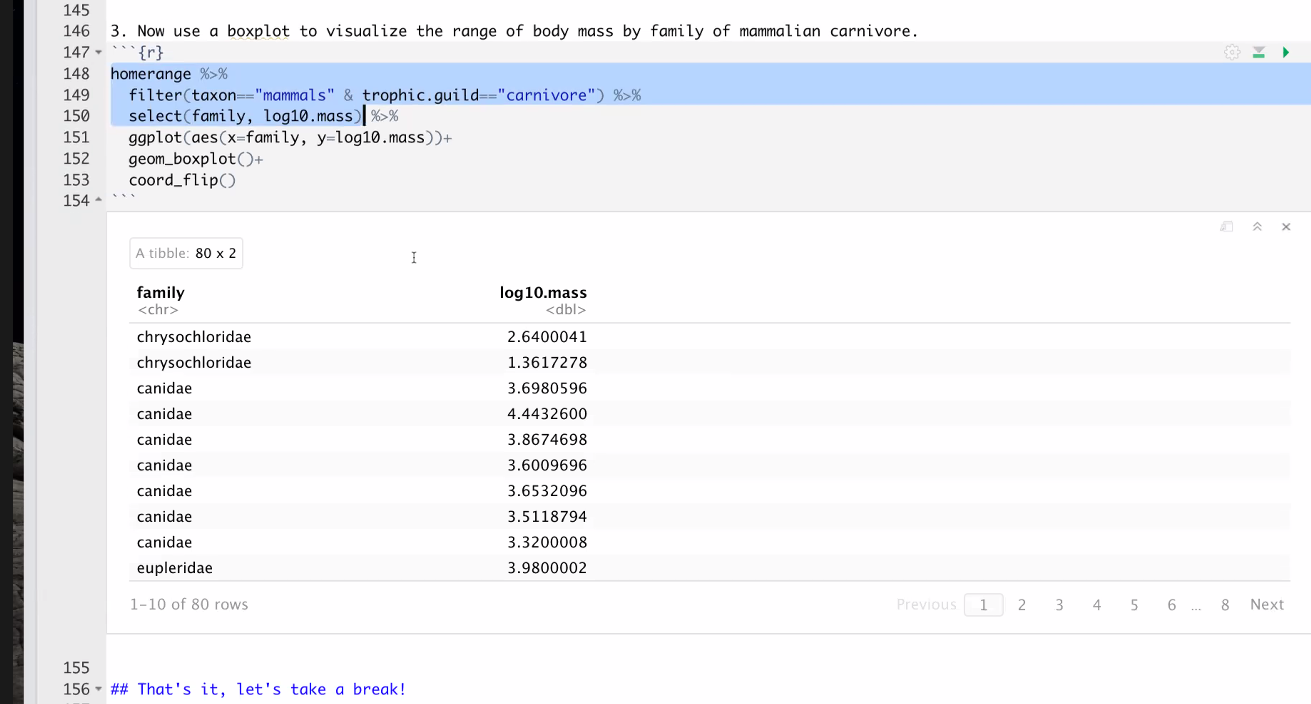 145
146 3. Now use a boxplot to visualize the range of body mass by family of mammalian carnivore.
147 ```{r}
148 homerange %>%
149 filter(taxon=="mammals" & trophic.guild=="carnivore") %>%
150 select(family, log10.mass) %>%
151 ggplot(aes(x=family, y=log10.mass))+
152 geom_boxplot()+
153 coord_flip()
154 ```
A tibble: 80 x 2
family log10.mass
<chr> <dbl>
chrysochloridae 2.6400041
chrysochloridae 1.3617278
canidae 3.6980596
canidae 4.4432600
canidae 3.8674698
canidae 3.6009696
canidae 3.6532096
canidae 3.5118794
canidae 3.3200008
eupleridae 3.9800002
1-10 of 80 rows Previous 1 2 3 4 5 6 ... 8 Next
155
156 ## That's it, let's take a break!